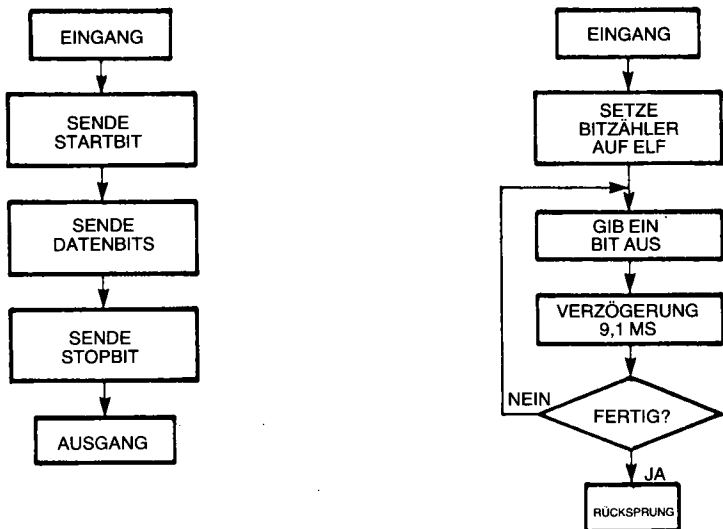 EINGANG
SENDE
STARTBIT
SENDE
DATENBITS
SENDE
STOPBIT
AUSGANG
EINGANG
SETZE
BITZÄHLER
AUF ELF
GIB EIN
BIT AUS
VERZÖGERUNG
9,1 MS
NEIN
FERTIG?
JA
RÜCKSPRUNG